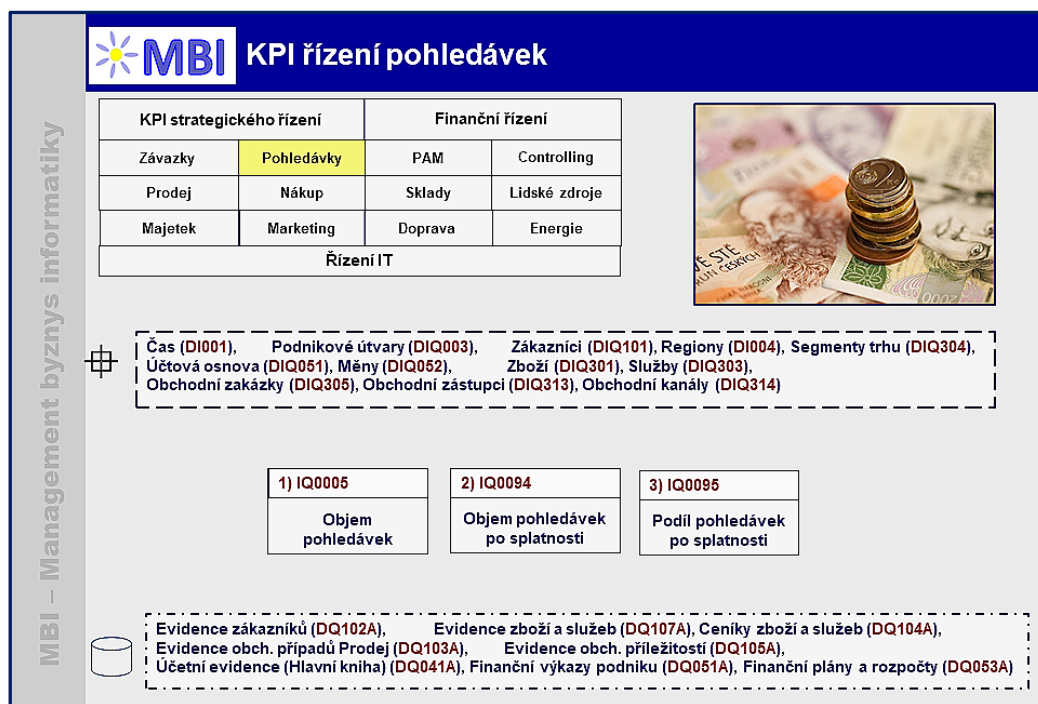 MBI – Management byznys informatiky
MBI KPI řízení pohledávek
KPI strategického řízení Finanční řízení
Závazky Pohledávky PAM Controlling
Prodej Nákup Sklady Lidské zdroje
Majetek Marketing Doprava Energie
Řízení IT
Čas (DI001), Podnikové útvary (DIQ003), Zákazníci (DIQ101), Regiony (DI004), Segmenty trhu (DIQ304),
Účtová osnova (DIQ051), Měny (DIQ052), Zboží (DIQ301), Služby (DIQ303),
Obchodní zakázky (DIQ305), Obchodní zástupci (DIQ313), Obchodní kanály (DIQ314)
1) IQ0005
Objem
pohledávek
2) IQ0094
Objem pohledávek
po splatnosti
3) IQ0095
Podíl pohledávek
po splatnosti
Evidence zákazníků (DQ102A), Evidence zboží a služeb (DQ107A), Ceníky zboží a služeb (DQ104A),
Evidence obch. případů Prodej (DQ103A), Evidence obch. příležitostí (DQ105A),
Účetní evidence (Hlavní kniha) (DQ041A), Finanční výkazy podniku (DQ051A), Finanční plány a rozpočty (DQ053A)